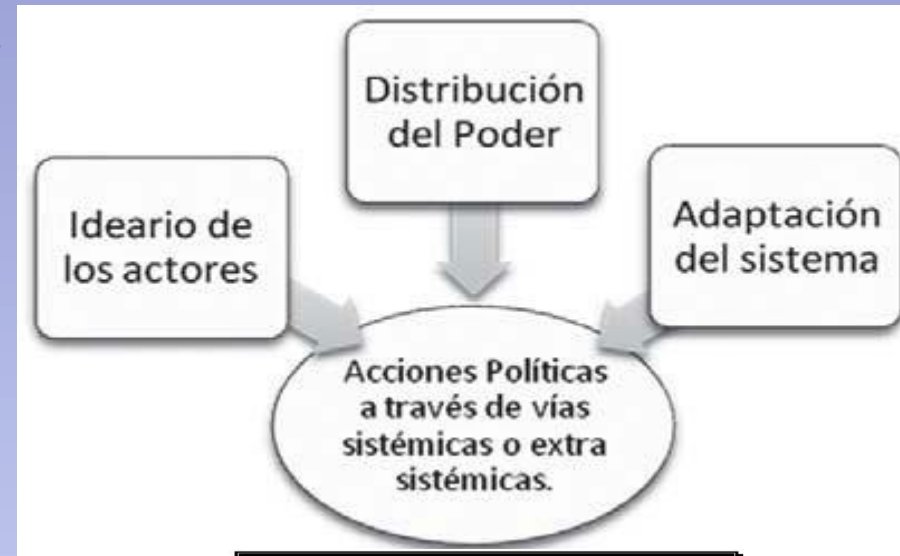 Distribución
del Poder
Ideario de
los actores
Adaptación
del sistema
Acciones Políticas
a través de vías
sistémicas o extra
sistémicas.